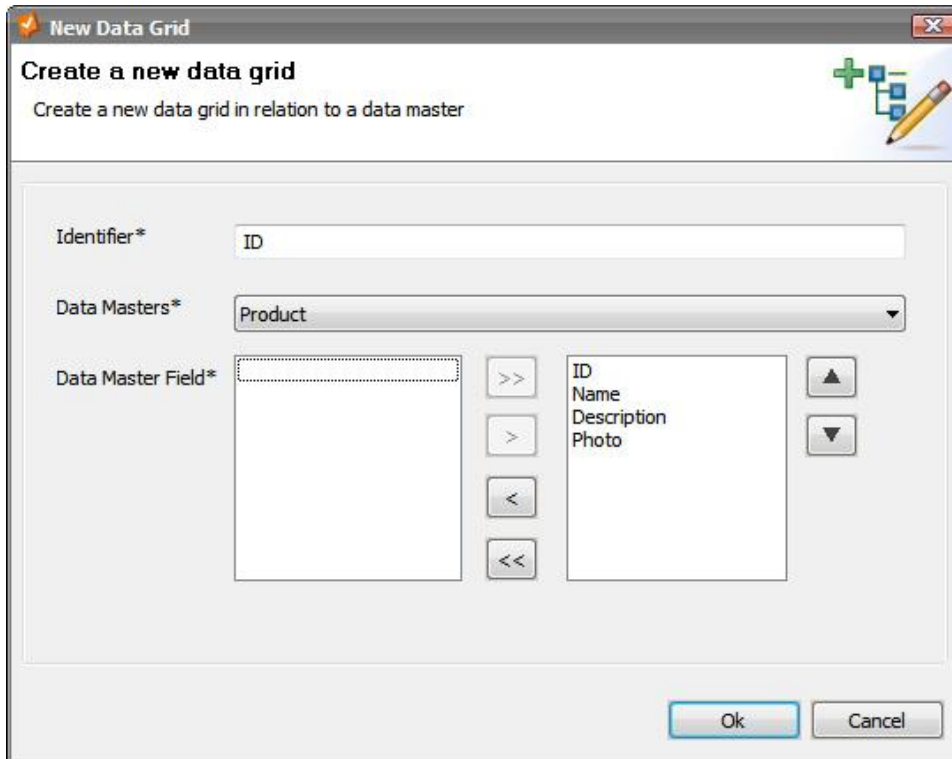 New Data Grid
Create a new data grid
Create a new data grid in relation to a data master
Identifier*
ID
Data Masters*
Product
Data Master Field*
>>
>
<
<<
ID
Name
Description
Photo
Ok
Cancel